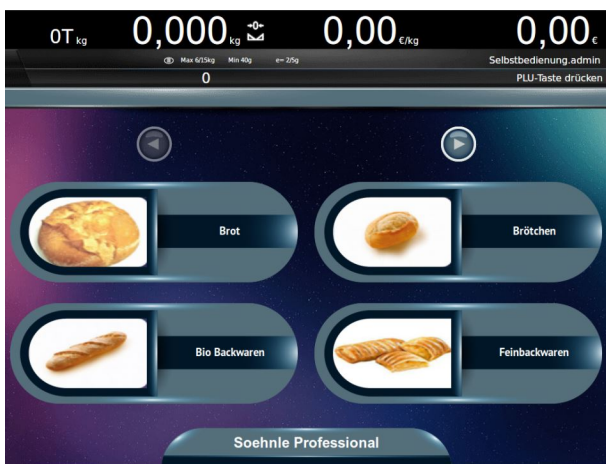 0T kg 0,000 kg →0← 0,00 €/kg 0,00 €
Max 6/15kg Min 40g e= 2/5g Selbstbedienung.admin
0 PLU-Taste drücken
Brot Brötchen
Bio Backwaren Feinbackwaren
Soehnle Professional